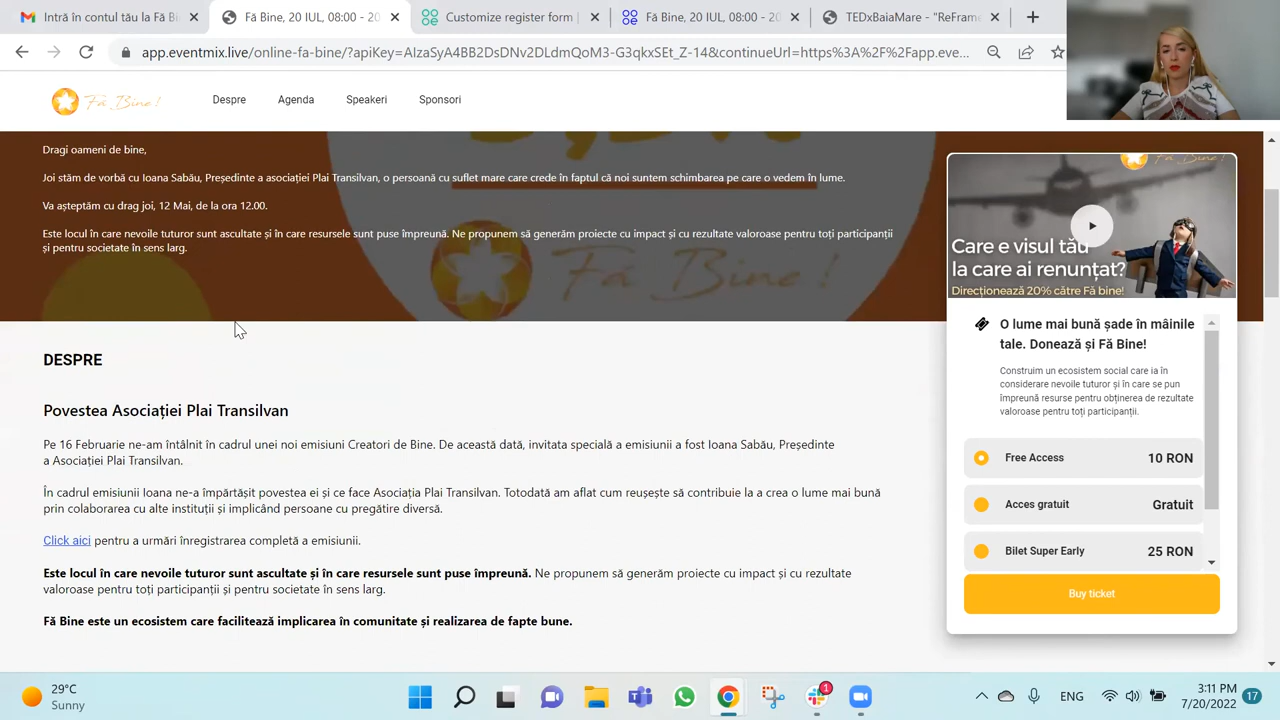 Intră în contul tău la Fă B
Fă Bine, 20 IUL, 08:00 - 20
Customize register form |
Fă Bine, 20 IUL, 08:00 - 20
TEDxBaiaMare - "ReFrame
app.eventmix.live/online-fa-bine/?apiKey=AIzaSyA4BB2DsDNv2DLdmQoM3-G3qkxSEt_Z-14&continueUrl=https%3A%2F%2Fapp.eve...
Fă Bine!
Despre
Agenda
Speakeri
Sponsori
Dragi oameni de bine,
Joi stăm de vorbă cu Ioana Sabău, Președinte a asociației Plai Transilvan, o persoană cu suflet mare care crede în faptul că noi suntem schimbarea pe care o vedem în lume.
Va așteptăm cu drag joi, 12 Mai, de la ora 12.00.
Este locul în care nevoile tuturor sunt ascultate și în care resursele sunt puse împreună. Ne propunem să generăm proiecte cu impact și cu rezultate valoroase pentru toți participanții
și pentru societate în sens larg.
Fă Bine!
DESPRE
Povestea Asociației Plai Transilvan
Pe 16 Februarie ne-am întâlnit în cadrul unei noi emisiuni Creatori de Bine. De această dată, invitata specială a emisiunii a fost Ioana Sabău, Președinte
a Asociației Plai Transilvan.
În cadrul emisiunii Ioana ne-a împărtășit povestea ei și ce face Asociația Plai Transilvan. Totodată am aflat cum reușește să contribuie la a crea o lume mai bună
prin colaborarea cu alte instituții și implicând persoane cu pregătire diversă.
Click aici pentru a urmări înregistrarea completă a emisiunii.
Este locul în care nevoile tuturor sunt ascultate și în care resursele sunt puse împreună. Ne propunem să generăm proiecte cu impact și cu rezultate
valoroase pentru toți participanții și pentru societate în sens larg.
Fă Bine este un ecosistem care facilitează implicarea în comunitate și realizarea de fapte bune.
Care e visul tău
la care ai renunțat?
Direcționează 20% către Fă bine!
O lume mai bună șade în mâinile
tale. Donează și Fă Bine!
Construim un ecosistem social care ia în
considerare nevoile tuturor și în care se pun
împreună resurse pentru obținerea de rezultate
valoroase pentru toți participanții.
Free Access 10 RON
Acces gratuit Gratuit
Bilet Super Early 25 RON
Buy ticket
29°C
Sunny
1
ENG
3:11 PM
7/20/2022
17